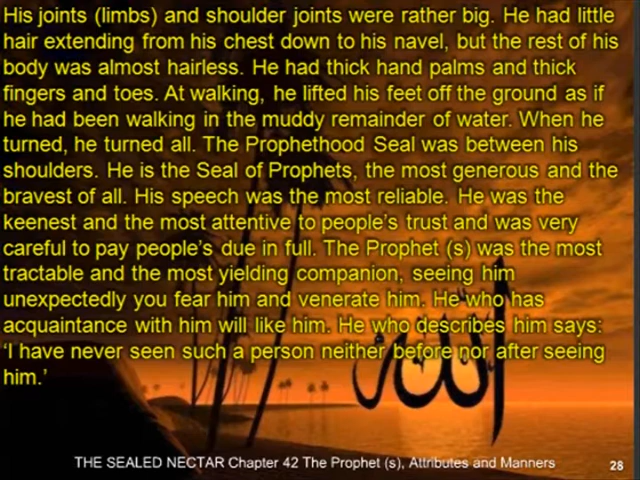 His joints (limbs) and shoulder joints were rather big. He had little
hair extending from his chest down to his navel, but the rest of his
body was almost hairless. He had thick hand palms and thick
fingers and toes. At walking, he lifted his feet off the ground as if
he had been walking in the muddy remainder of water. When he
turned, he turned all. The Prophethood Seal was between his
shoulders. He is the Seal of Prophets, the most generous and the
bravest of all. His speech was the most reliable. He was the
keenest and the most attentive to people's trust and was very
careful to pay people's due in full. The Prophet (s) was the most
tractable and the most yielding companion, seeing him
unexpectedly you fear him and venerate him. He who has
acquaintance with him will like him. He who describes him says:
‘I have never seen such a person neither before nor after seeing
him.’
الله
THE SEALED NECTAR Chapter 42 The Prophet (s), Attributes and Manners
28